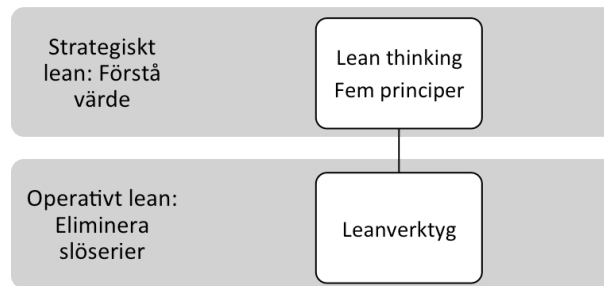 Strategiskt
lean: Förstå
värde
Lean thinking
Fem principer
Operativt lean:
Eliminera
slöserier
Leanverktyg